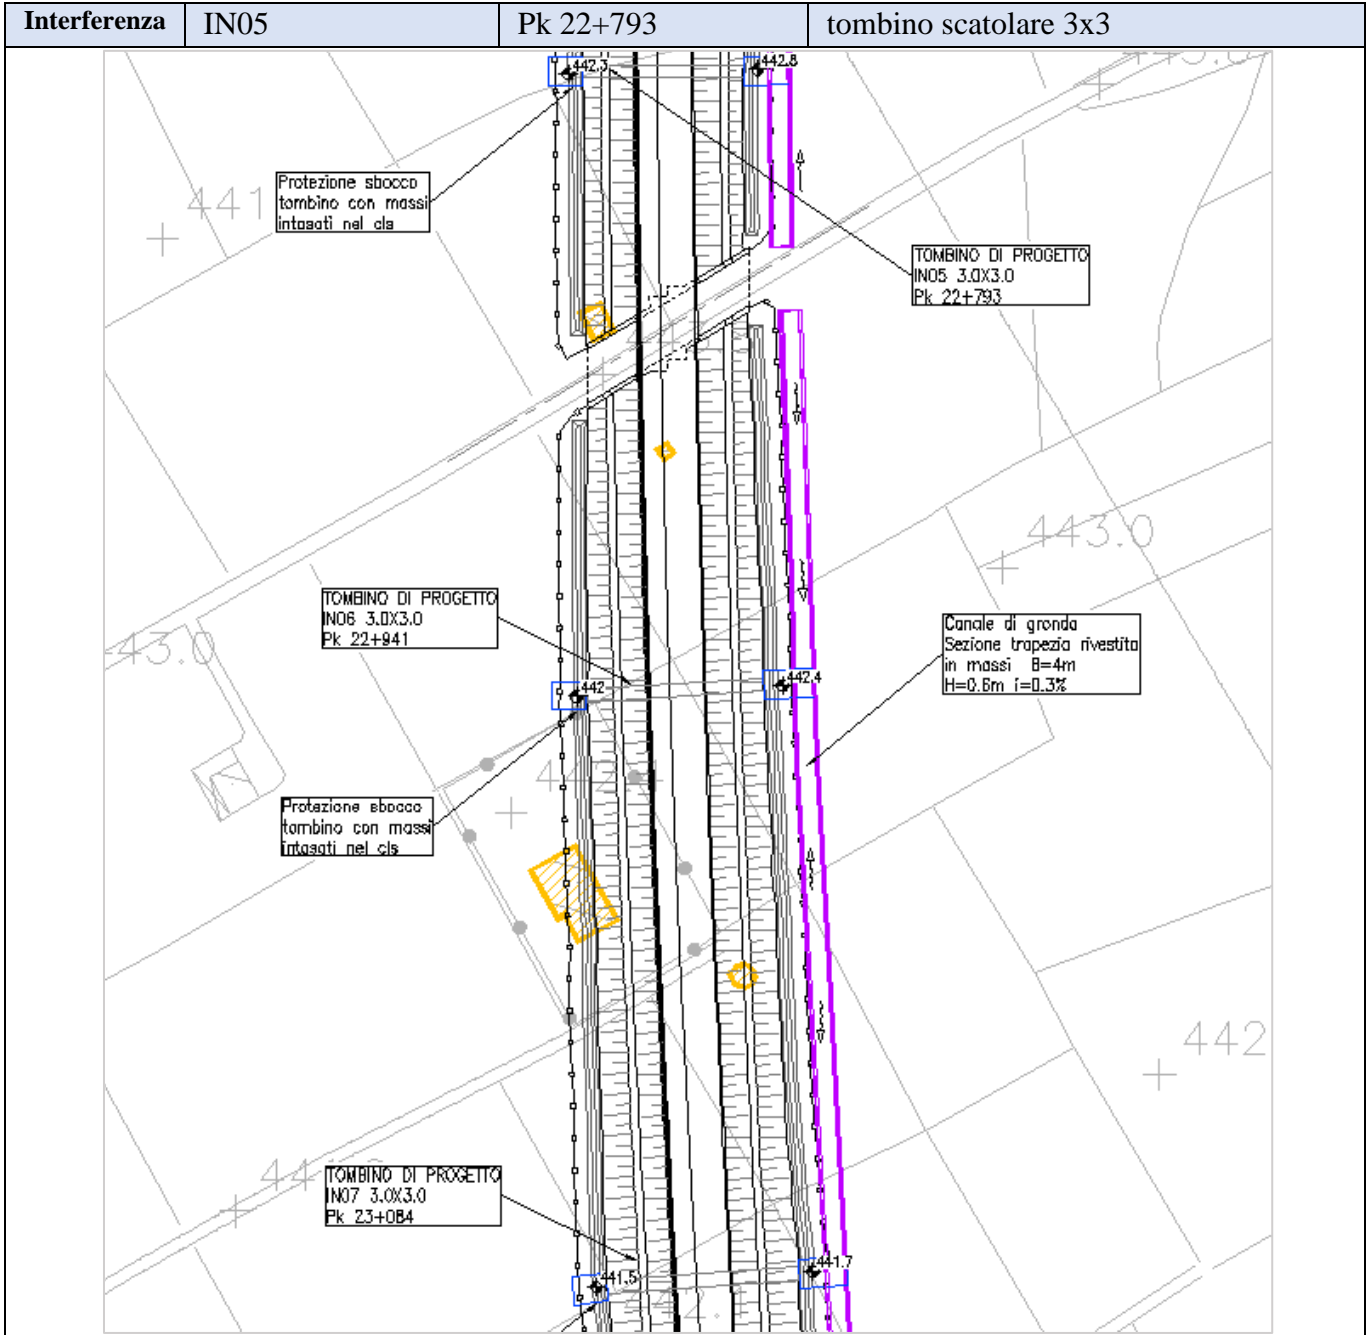 Interferenza IN05 Pk 22+793 tombino scatolare 3x3
442.3
442.8
443.0
Protezione sbocco
tombino con massi
intasati nel cls
441
TOMBINO DI PROGETTO
IN05 3.0X3.0
Pk 22+793
443.0
TOMBINO DI PROGETTO
IN06 3.0X3.0
Pk 22+941
Canale di gronda
Sezione trapezia rivestita
in massi B=4m
H=0.6m i=0.3%
43.0
442
442.4
Protezione sbocco
tombino con massi
intasati nel cls
442
TOMBINO DI PROGETTO
IN07 3.0X3.0
Pk 23+084
441.7
441.5